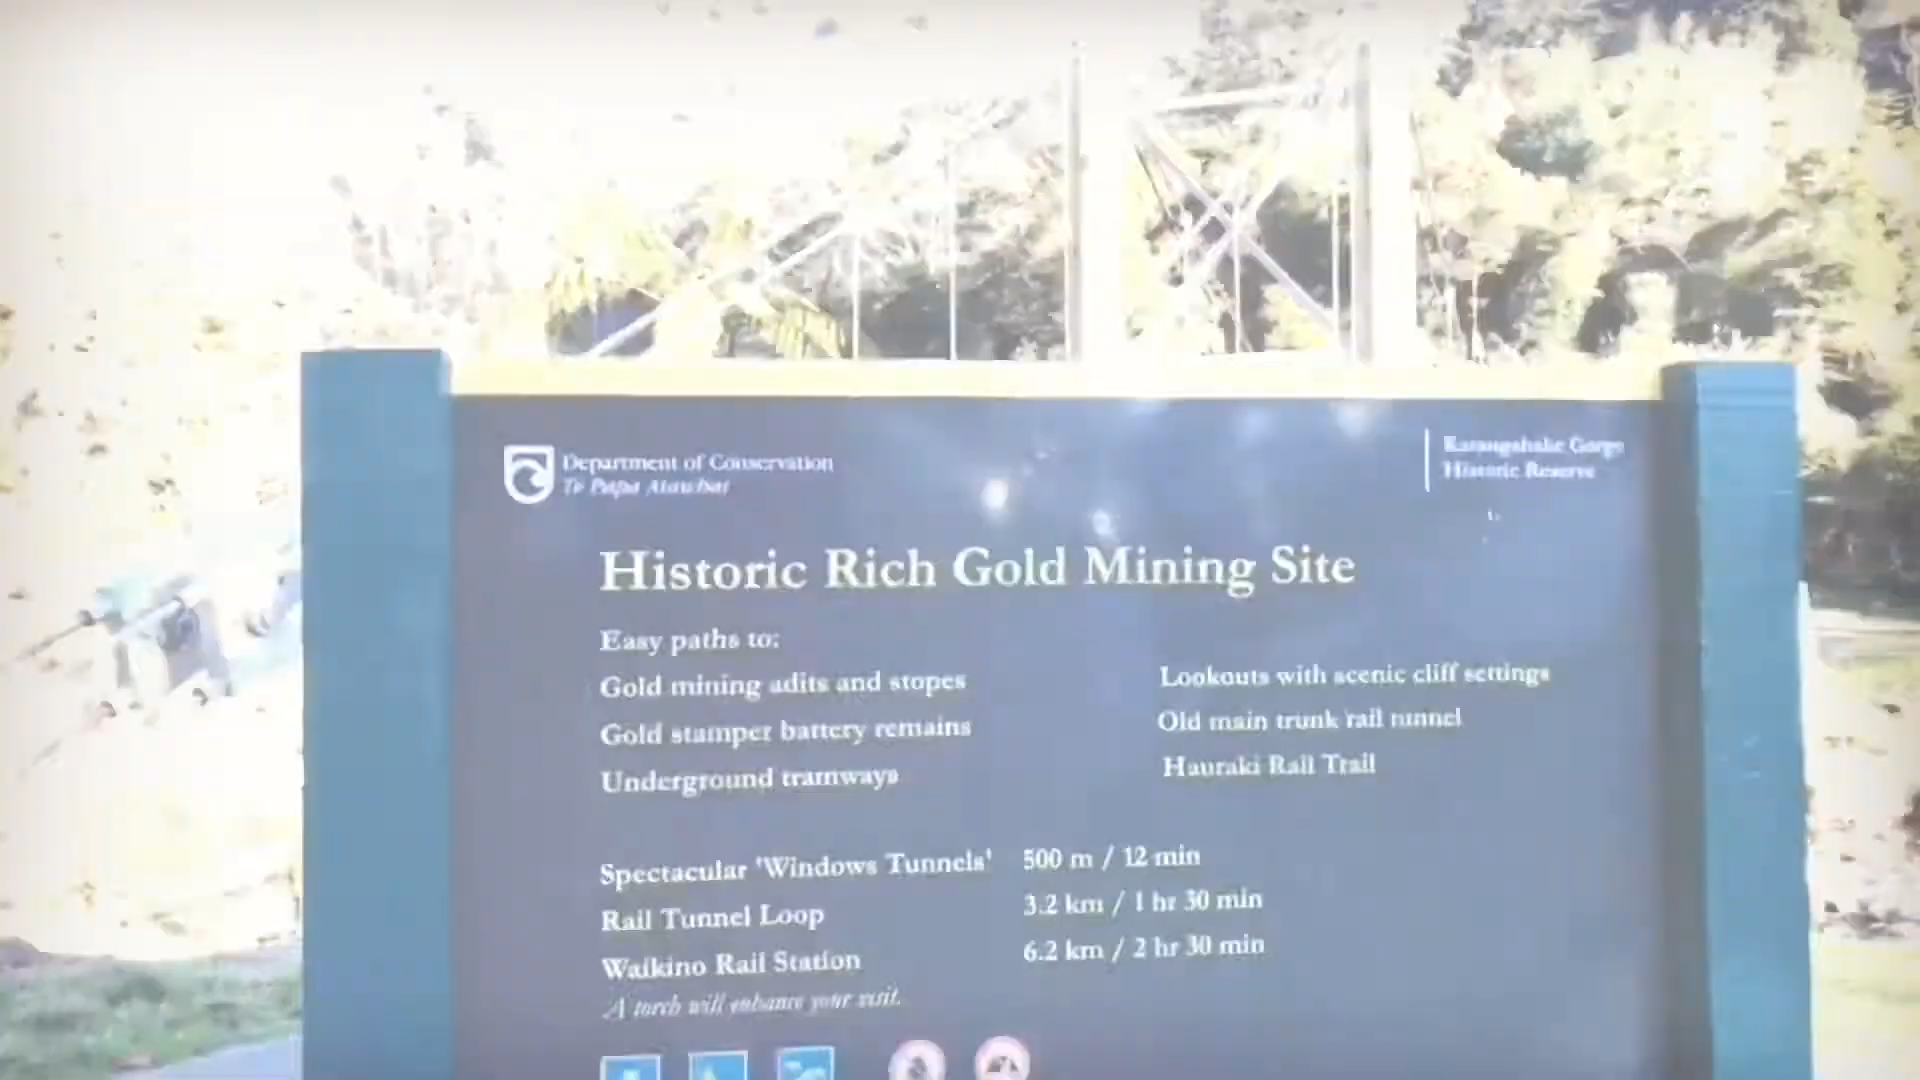 Department of Conservation
Te Papa Atawhai
Karangahake Gorge
Historic Reserve
Historic Rich Gold Mining Site
Easy paths to:
Gold mining adits and stopes
Gold stamper battery remains
Underground tramways
Lookouts with scenic cliff settings
Old main trunk rail tunnel
Hauraki Rail Trail
Spectacular 'Windows Tunnels' 500 m / 12 min
Rail Tunnel Loop 3.2 km / 1 hr 30 min
Waikino Rail Station 6.2 km / 2 hr 30 min
A torch will enhance your visit.